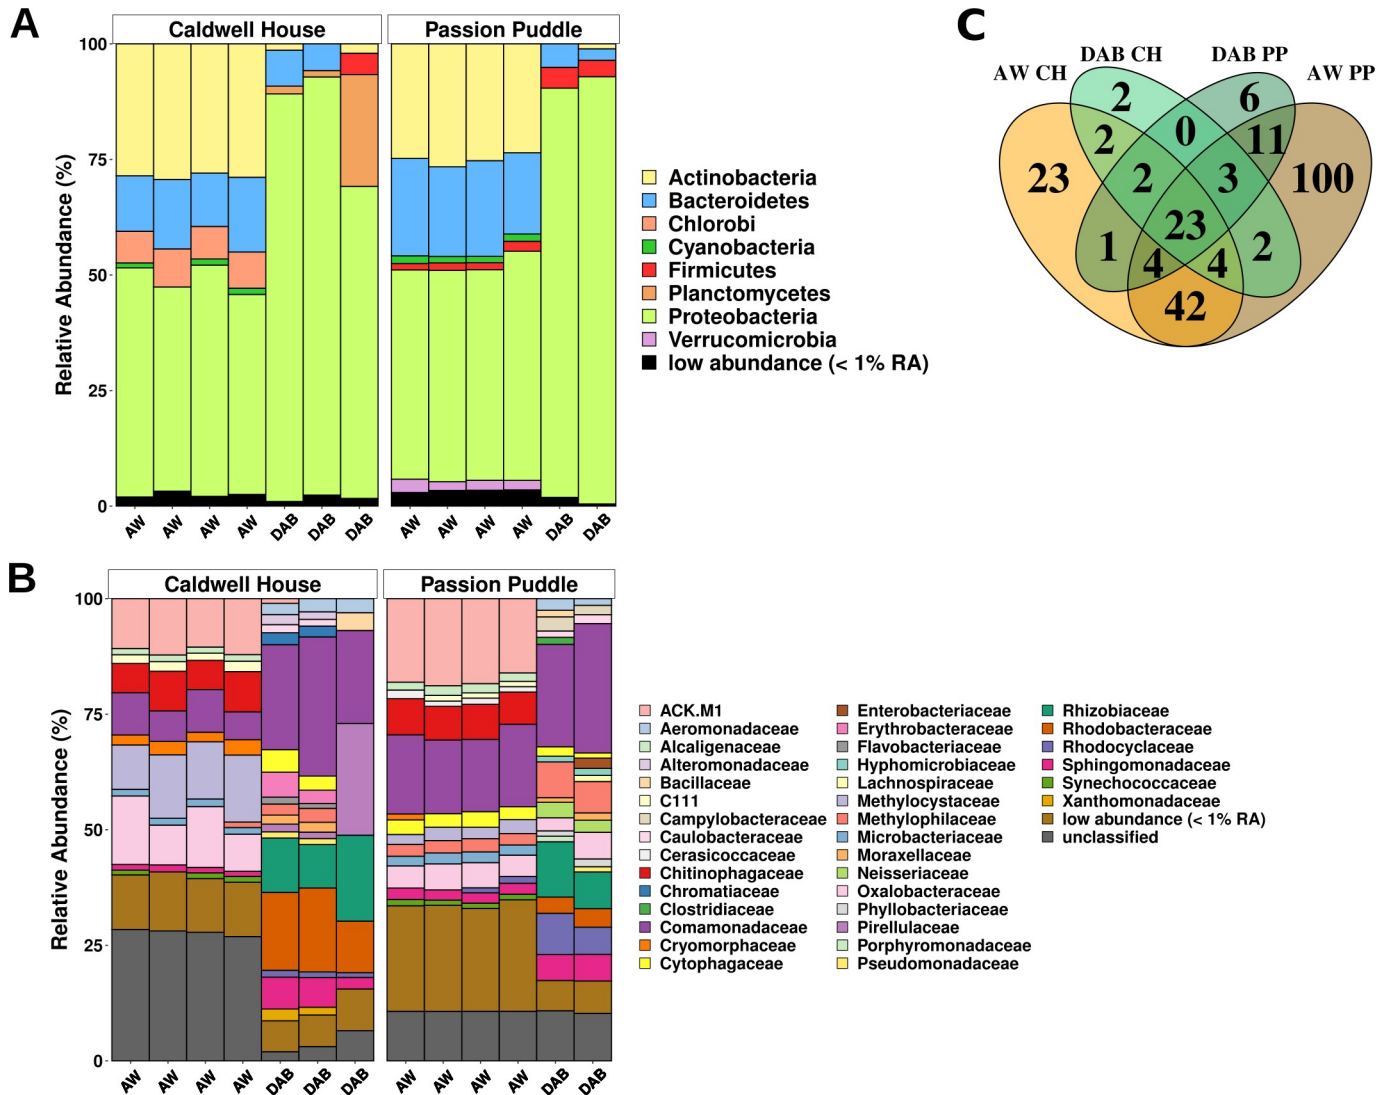 A
Caldwell House
Passion Puddle
Relative Abundance (%)
100
75
50
25
0
AW
AW
AW
AW
DAB
DAB
DAB
AW
AW
AW
AW
DAB
DAB
Actinobacteria
Bacteroidetes
Chlorobi
Cyanobacteria
Firmicutes
Planctomycetes
Proteobacteria
Verrucomicrobia
low abundance (< 1% RA)
C
AW CH
DAB CH
DAB PP
AW PP
2
6
2
0
11
23
2
3
100
23
1
4
4
2
42
B
Caldwell House
Passion Puddle
Relative Abundance (%)
100
75
50
25
0
AW
AW
AW
AW
DAB
DAB
DAB
AW
AW
AW
AW
DAB
DAB
ACK.M1
Aeromonadaceae
Alcaligenaceae
Alteromonadaceae
Bacillaceae
C111
Campylobacteraceae
Caulobacteraceae
Cerasicoccaceae
Chitinophagaceae
Chromatiaceae
Clostridiaceae
Comamonadaceae
Cryomorphaceae
Cytophagaceae
Enterobacteriaceae
Erythrobacteraceae
Flavobacteriaceae
Hyphomicrobiaceae
Lachnospiraceae
Methylocystaceae
Methylophilaceae
Microbacteriaceae
Moraxellaceae
Neisseriaceae
Oxalobacteraceae
Phyllobacteriaceae
Pirellulaceae
Porphyromonadaceae
Pseudomonadaceae
Rhizobiaceae
Rhodobacteraceae
Rhodocyclaceae
Sphingomonadaceae
Synechococcaceae
Xanthomonadaceae
low abundance (< 1% RA)
unclassified